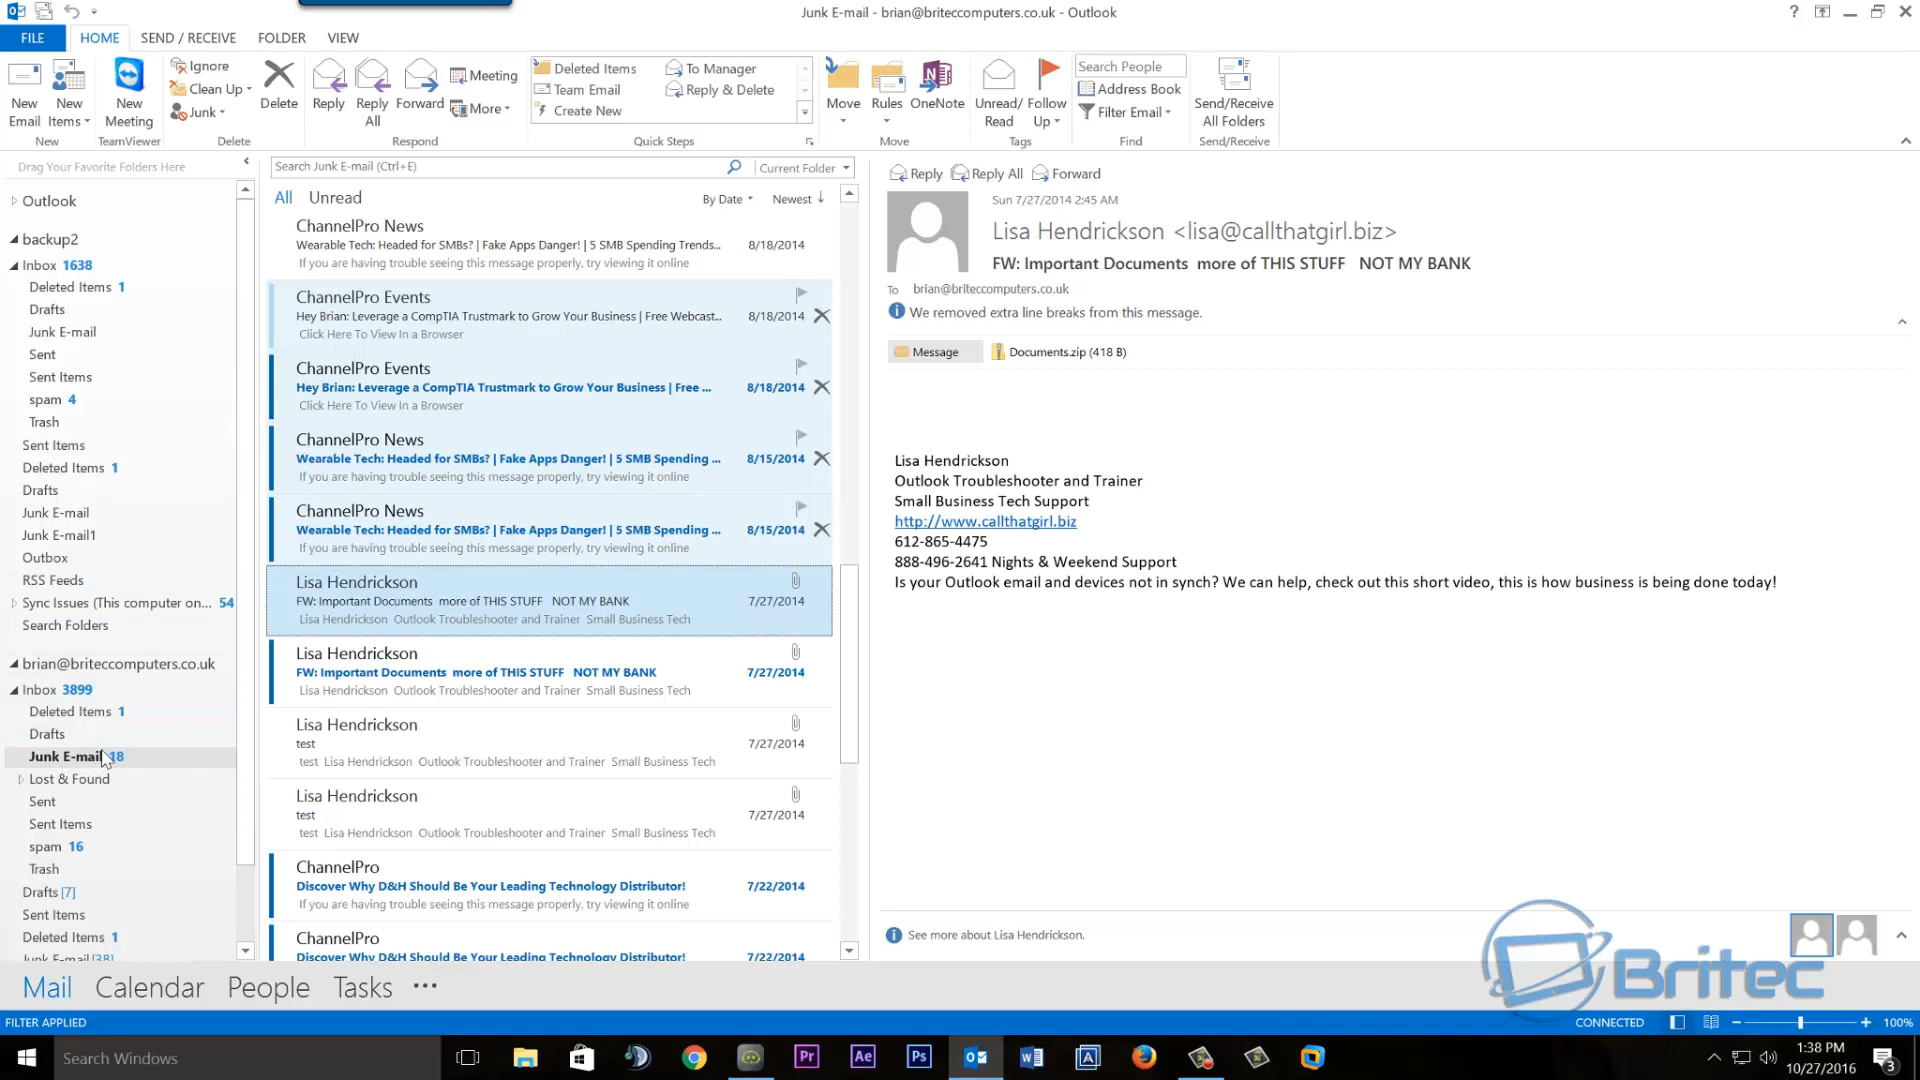 Junk E-mail - brian@briteccomputers.co.uk - Outlook
FILE
HOME
SEND / RECEIVE
FOLDER
VIEW
New Email
New Items
New
New Meeting
TeamViewer
Ignore
Clean Up
Junk
Delete
Delete
Reply
Reply All
Forward
Meeting
More
Respond
Deleted Items
Team Email
Create New
To Manager
Reply & Delete
Quick Steps
Move
Rules
OneNote
Move
Unread/ Read
Follow Up
Tags
Search People
Address Book
Filter Email
Find
Send/Receive All Folders
Send/Receive
Drag Your Favorite Folders Here
Outlook
backup2
Inbox 1638
Deleted Items 1
Drafts
Junk E-mail
Sent
Sent Items
spam 4
Trash
Sent Items
Deleted Items 1
Drafts
Junk E-mail
Junk E-mail1
Outbox
RSS Feeds
Sync Issues (This computer on... 54
Search Folders
brian@briteccomputers.co.uk
Inbox 3899
Deleted Items 1
Drafts
Junk E-mail 18
Lost & Found
Sent
Sent Items
spam 16
Trash
Drafts [7]
Sent Items
Deleted Items 1
Junk E-mail [38]
Search Junk E-mail (Ctrl+E)
Current Folder
All Unread
By Date Newest
ChannelPro News
Wearable Tech: Headed for SMBs? | Fake Apps Danger! | 5 SMB Spending Trends... 8/18/2014
If you are having trouble seeing this message properly, try viewing it online
ChannelPro Events
Hey Brian: Leverage a CompTIA Trustmark to Grow Your Business | Free Webcast... 8/18/2014
Click Here To View In a Browser
ChannelPro Events
Hey Brian: Leverage a CompTIA Trustmark to Grow Your Business | Free ... 8/18/2014
Click Here To View In a Browser
ChannelPro News
Wearable Tech: Headed for SMBs? | Fake Apps Danger! | 5 SMB Spending ... 8/15/2014
If you are having trouble seeing this message properly, try viewing it online
ChannelPro News
Wearable Tech: Headed for SMBs? | Fake Apps Danger! | 5 SMB Spending ... 8/15/2014
If you are having trouble seeing this message properly, try viewing it online
Lisa Hendrickson
FW: Important Documents more of THIS STUFF NOT MY BANK 7/27/2014
Lisa Hendrickson Outlook Troubleshooter and Trainer Small Business Tech
Lisa Hendrickson
FW: Important Documents more of THIS STUFF NOT MY BANK 7/27/2014
Lisa Hendrickson Outlook Troubleshooter and Trainer Small Business Tech
Lisa Hendrickson
test 7/27/2014
test Lisa Hendrickson Outlook Troubleshooter and Trainer Small Business Tech
Lisa Hendrickson
test 7/27/2014
test Lisa Hendrickson Outlook Troubleshooter and Trainer Small Business Tech
ChannelPro
Discover Why D&H Should Be Your Leading Technology Distributor! 7/22/2014
If you are having trouble seeing this message properly, try viewing it online
ChannelPro
Discover Why D&H Should Be Your Leading Technology Distributor! 7/22/2014
Reply Reply All Forward
Sun 7/27/2014 2:45 AM
Lisa Hendrickson <lisa@callthatgirl.biz>
FW: Important Documents more of THIS STUFF NOT MY BANK
To brian@briteccomputers.co.uk
We removed extra line breaks from this message.
Message
Documents.zip (418 B)
Lisa Hendrickson
Outlook Troubleshooter and Trainer
Small Business Tech Support
http://www.callthatgirl.biz
612-865-4475
888-496-2641 Nights & Weekend Support
Is your Outlook email and devices not in synch? We can help, check out this short video, this is how business is being done today!
See more about Lisa Hendrickson.
Britec
Mail Calendar People Tasks •••
FILTER APPLIED
CONNECTED
100%
Search Windows
Pr
Ae
Ps
1:38 PM
10/27/2016
3